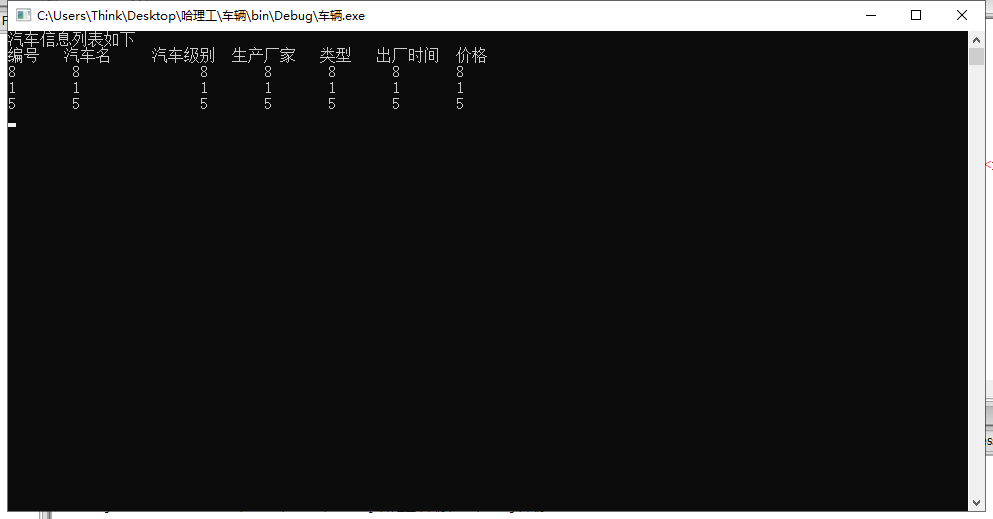 C:\Users\Think\Desktop\哈理工\车辆\bin\Debug\车辆.exe
汽车信息列表如下
编号 汽车名 汽车级别 生产厂家 类型 出厂时间 价格
8 8 8 8 8 8 8
1 1 1 1 1 1 1
5 5 5 5 5 5 5